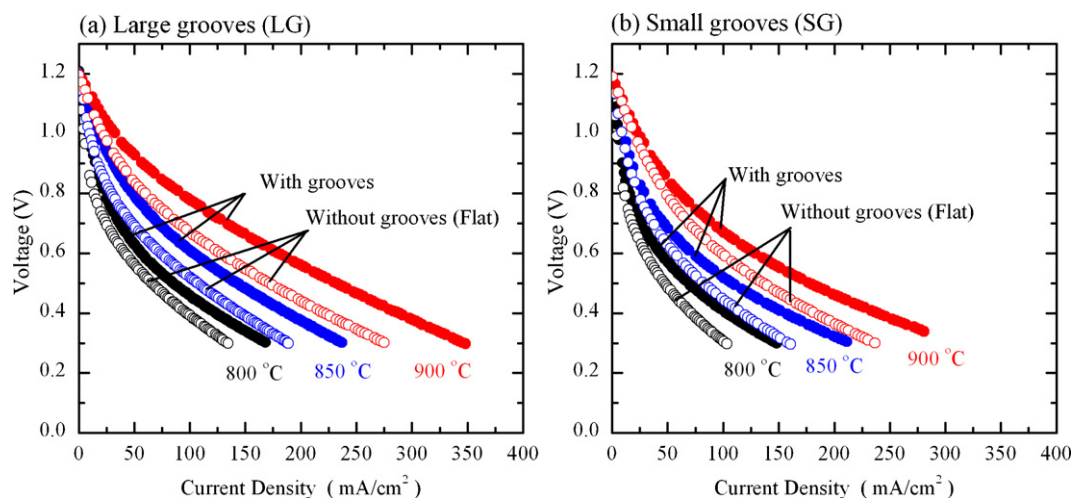 (a) Large grooves (LG)
1.2
1.0
0.8
0.6
0.4
0.2
0.0
Voltage (V)
With grooves
Without grooves (Flat)
800 °C
850 °C
900 °C
0 50 100 150 200 250 300 350 400
Current Density ( mA/cm²)
(b) Small grooves (SG)
1.2
1.0
0.8
0.6
0.4
0.2
0.0
Voltage (V)
With grooves
Without grooves (Flat)
800 °C
850 °C
900 °C
0 50 100 150 200 250 300 350 400
Current Density ( mA/cm²)